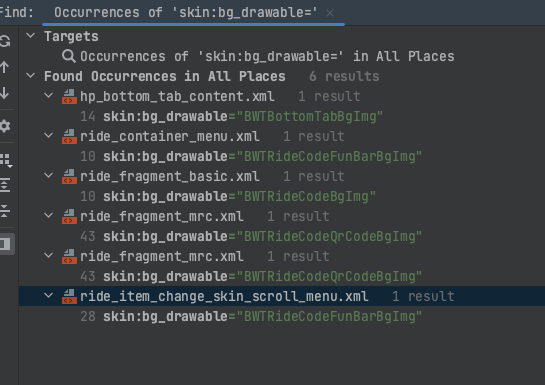 Find: Occurrences of 'skin:bg_drawable=' ×
Targets
Occurrences of 'skin:bg_drawable=' in All Places
Found Occurrences in All Places 6 results
hp_bottom_tab_content.xml 1 result
14 skin:bg_drawable="BWTBottomTabBgImg"
ride_container_menu.xml 1 result
10 skin:bg_drawable="BWTRideCodeFunBarBgImg"
ride_fragment_basic.xml 1 result
10 skin:bg_drawable="BWTRideCodeBgImg"
ride_fragment_mrc.xml 1 result
43 skin:bg_drawable="BWTRideCodeQrCodeBgImg"
ride_fragment_mrc.xml 1 result
43 skin:bg_drawable="BWTRideCodeQrCodeBgImg"
ride_item_change_skin_scroll_menu.xml 1 result
28 skin:bg_drawable="BWTRideCodeFunBarBgImg"